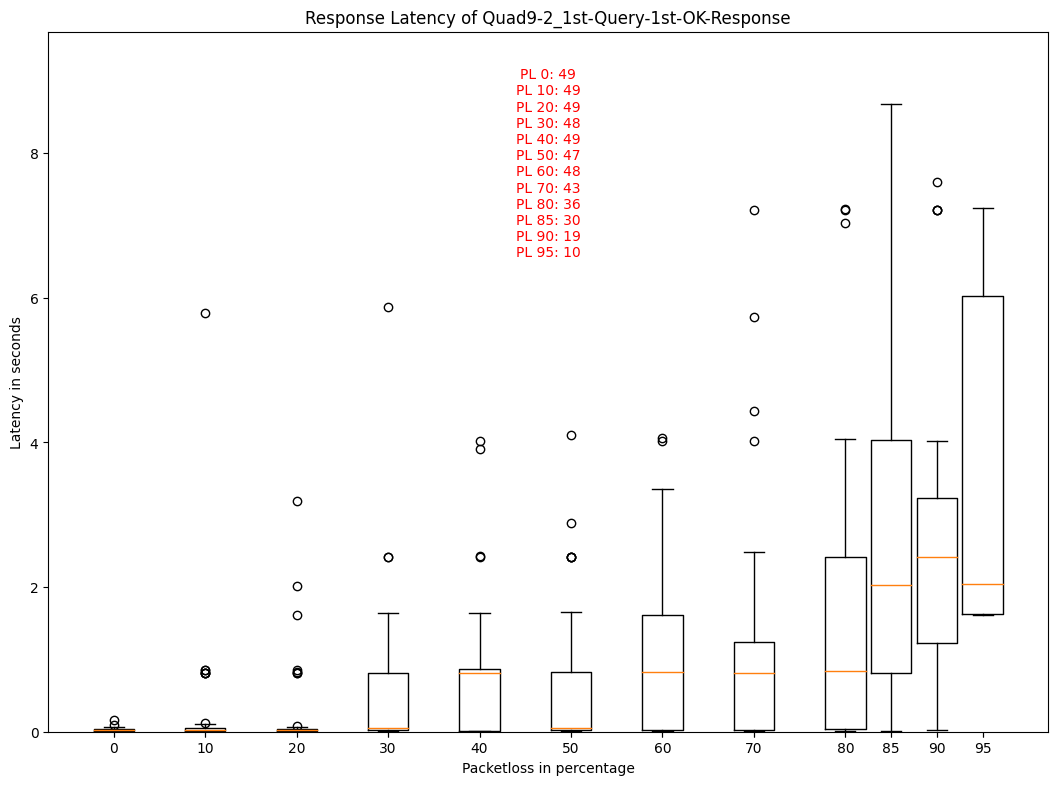 Response Latency of Quad9-2_1st-Query-1st-OK-Response
PL 0: 49
PL 10: 49
PL 20: 49
PL 30: 48
PL 40: 49
PL 50: 47
PL 60: 48
PL 70: 43
PL 80: 36
PL 85: 30
PL 90: 19
PL 95: 10
Latency in seconds
8
6
4
2
0
0 10 20 30 40 50 60 70 80 85 90 95
Packetloss in percentage